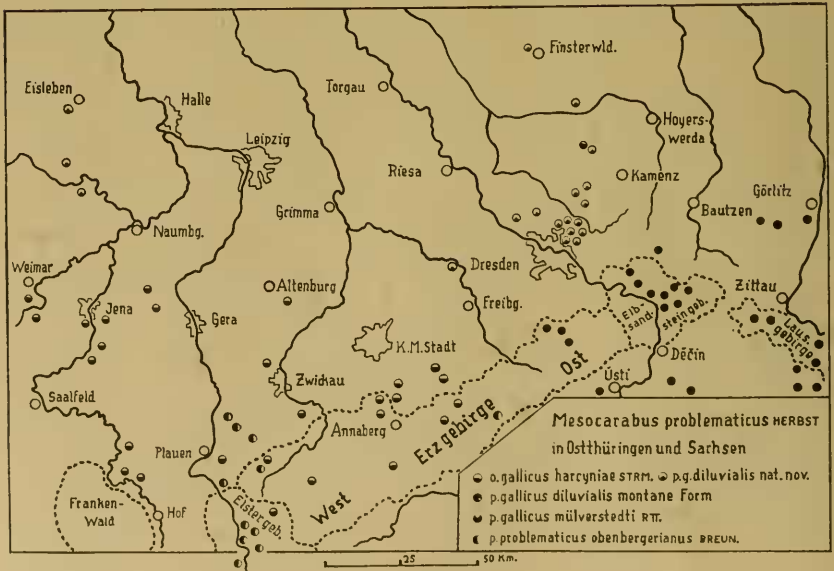 Finsterwld.
Eisleben
Halle
Torgau
Hoyers-
werda
Leipzig
Riesa
Kamenz
Görlitz
Grimma
Bautzen
Naumbg.
Weimar
Dresden
Zittau
Altenburg
Jena
Gera
Freibg.
Elb-
sand-
steingeb.
Laus.
gebirge
K.M.Stadt
Ost
Děčín
Zwickau
Ústí
Saalfeld
Annaberg
Erzgebirge
Plauen
West
Franken-
Wald
Hof
Elstergeb.
Mesocarabus problematicus HERBST
in Ostthüringen und Sachsen
o.gallicus harcyniae STRM. p.g.diluvialis nat.nov.
p.gallicus diluvialis montane Form
p.gallicus mülverstedti RTT.
p.problematicus obenbergerianus BREUN.
25 50 Km.